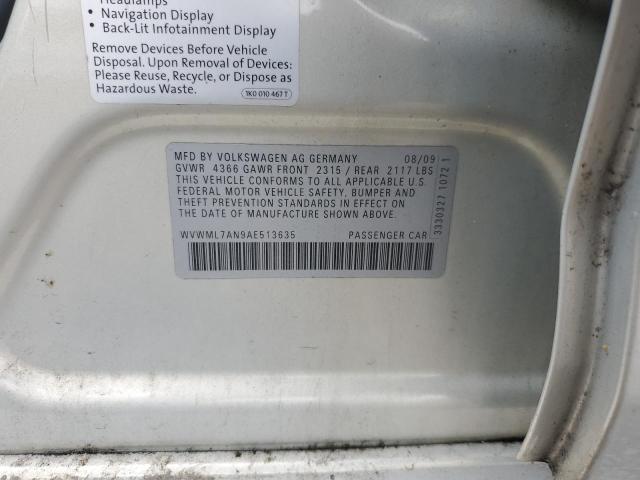 Headlamps
• Navigation Display
• Back-Lit Infotainment Display
Remove Devices Before Vehicle
Disposal. Upon Removal of Devices:
Please Reuse, Recycle, or Dispose as
Hazardous Waste.
1K0 010 467 T
MFD BY VOLKSWAGEN AG GERMANY 08/09
GVWR 4366 GAWR FRONT 2315 / REAR 2117 LBS
THIS VEHICLE CONFORMS TO ALL APPLICABLE U.S.
FEDERAL MOTOR VEHICLE SAFETY, BUMPER AND
THEFT PREVENTION STANDARDS IN EFFECT ON
THE DATE OF MANUFACTURE SHOWN ABOVE.
WVWML7AN9AE513635 PASSENGER CAR
3330327 1072 1